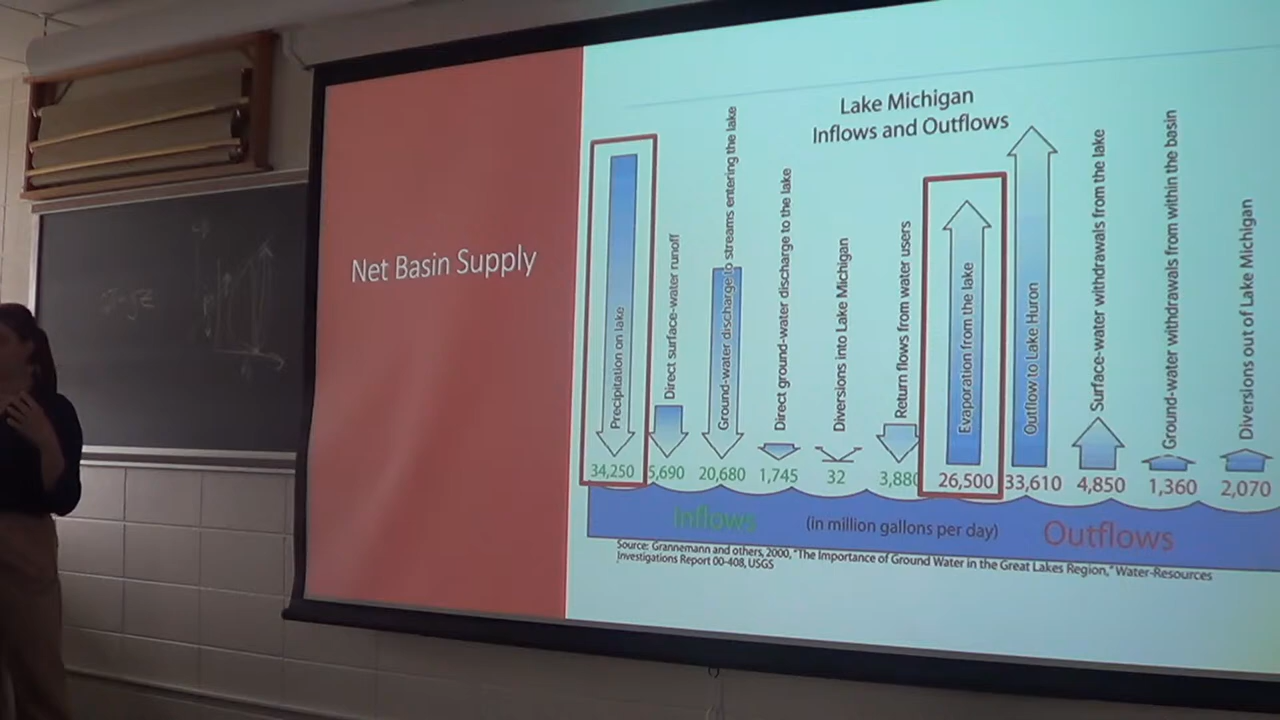 Net Basin Supply
Lake Michigan
Inflows and Outflows
Precipitation on lake
Direct surface-water runoff
Ground-water discharge to streams entering the lake
Direct ground-water discharge to the lake
Diversions into Lake Michigan
Return flows from water users
Evaporation from the lake
Outflow to Lake Huron
Surface-water withdrawals from the lake
Ground-water withdrawals from within the basin
Diversions out of Lake Michigan
34,250 5,690 20,680 1,745 32 3,880 26,500 33,610 4,850 1,360 2,070
Inflows (in million gallons per day) Outflows
Source: Grannemann and others, 2000, "The Importance of Ground Water in the Great Lakes Region," Water-Resources
Investigations Report 00-408, USGS